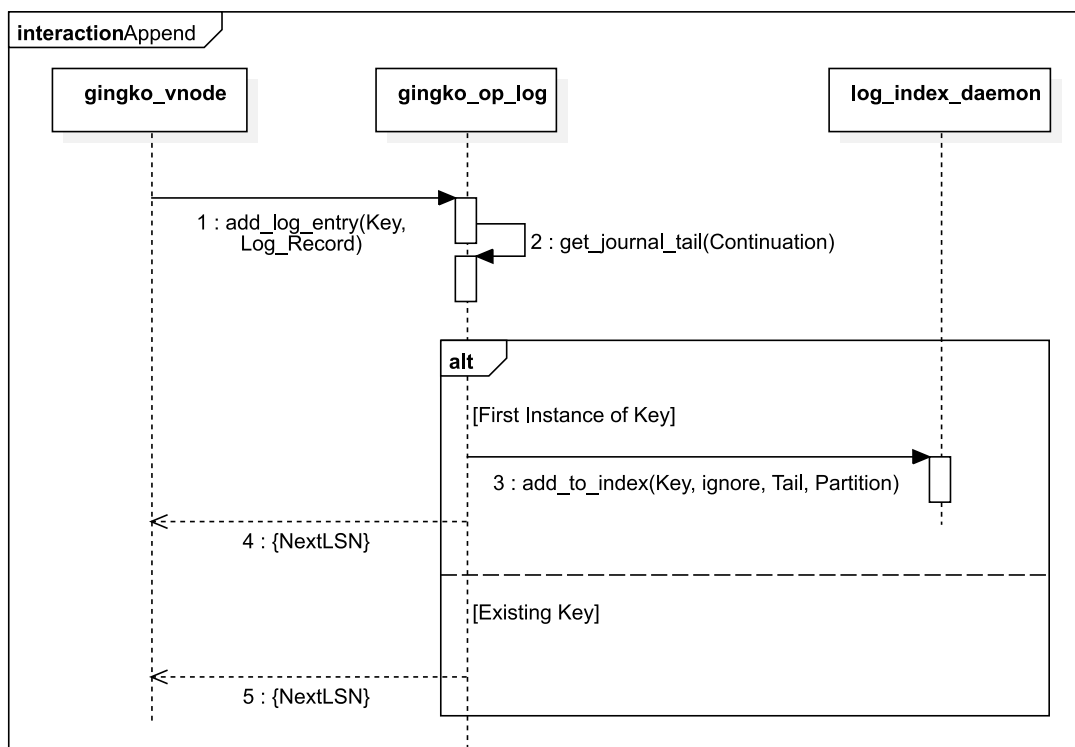 interactionAppend
gingko_vnode
gingko_op_log
log_index_daemon
1 : add_log_entry(Key,
Log_Record)
2 : get_journal_tail(Continuation)
alt
[First Instance of Key]
3 : add_to_index(Key, ignore, Tail, Partition)
4 : {NextLSN}
[Existing Key]
5 : {NextLSN}